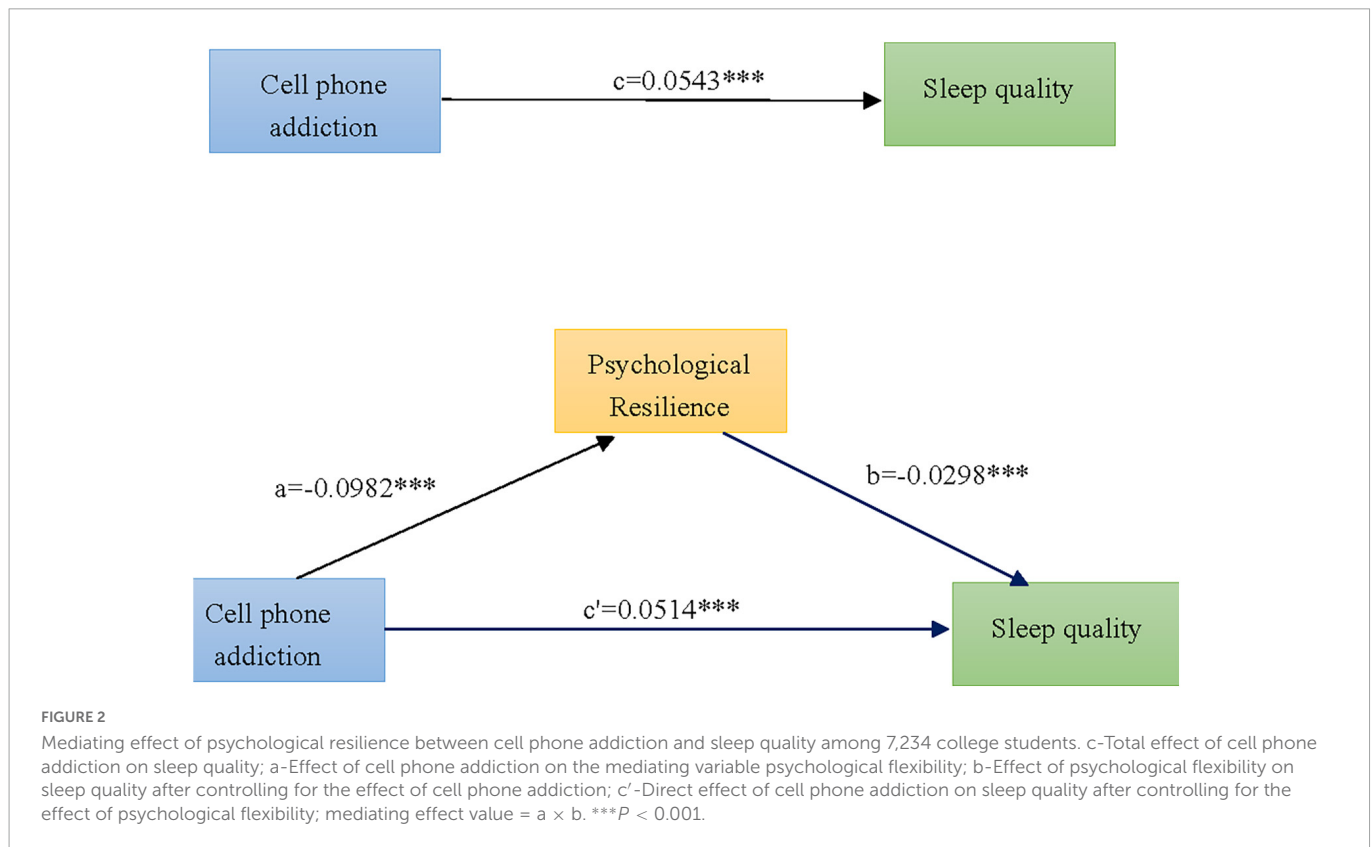 Cell phone
addiction
c=0.0543***
Sleep quality
Psychological
Resilience
a=-0.0982***
b=-0.0298***
Cell phone
addiction
c'=0.0514***
Sleep quality
FIGURE 2
Mediating effect of psychological resilience between cell phone addiction and sleep quality among 7,234 college students. c-Total effect of cell phone
addiction on sleep quality; a-Effect of cell phone addiction on the mediating variable psychological flexibility; b-Effect of psychological flexibility on
sleep quality after controlling for the effect of cell phone addiction; c′-Direct effect of cell phone addiction on sleep quality after controlling for the
effect of psychological flexibility; mediating effect value = a × b. ***P < 0.001.